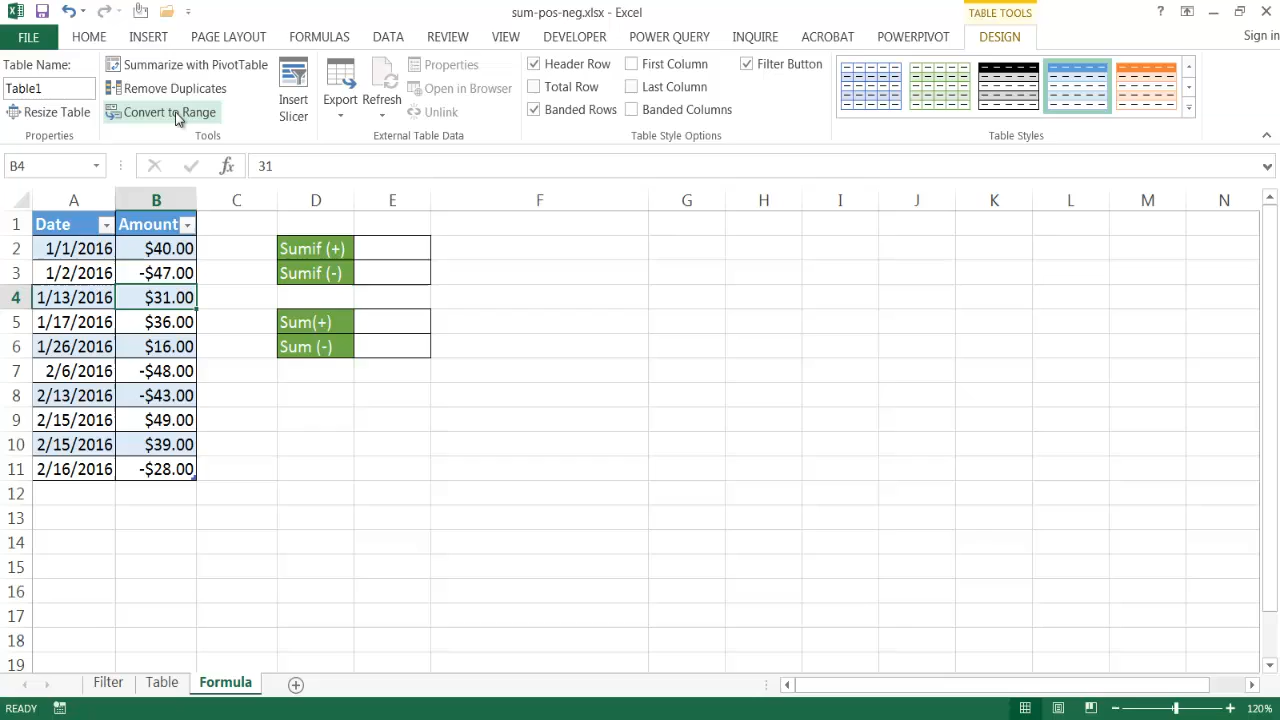 sum-pos-neg.xlsx - Excel
TABLE TOOLS
?
FILE HOME INSERT PAGE LAYOUT FORMULAS DATA REVIEW VIEW DEVELOPER POWER QUERY INQUIRE ACROBAT POWERPIVOT DESIGN Sign in
Table Name:
Table1
Resize Table
Properties
Summarize with PivotTable
Remove Duplicates
Convert to Range
Tools
Insert
Slicer
Export
Refresh
Properties
Open in Browser
Unlink
External Table Data
Header Row
Total Row
Banded Rows
First Column
Last Column
Banded Columns
Filter Button
Table Style Options
Table Styles
B4 fx 31
A B C D E F G H I J K L M N
1 Date Amount
2 1/1/2016 $40.00 Sumif (+)
3 1/2/2016 -$47.00 Sumif (-)
4 1/13/2016 $31.00
5 1/17/2016 $36.00 Sum(+)
6 1/26/2016 $16.00 Sum (-)
7 2/6/2016 -$48.00
8 2/13/2016 -$43.00
9 2/15/2016 $49.00
10 2/15/2016 $39.00
11 2/16/2016 -$28.00
12
13
14
15
16
17
18
19
Filter Table Formula
READY 120%